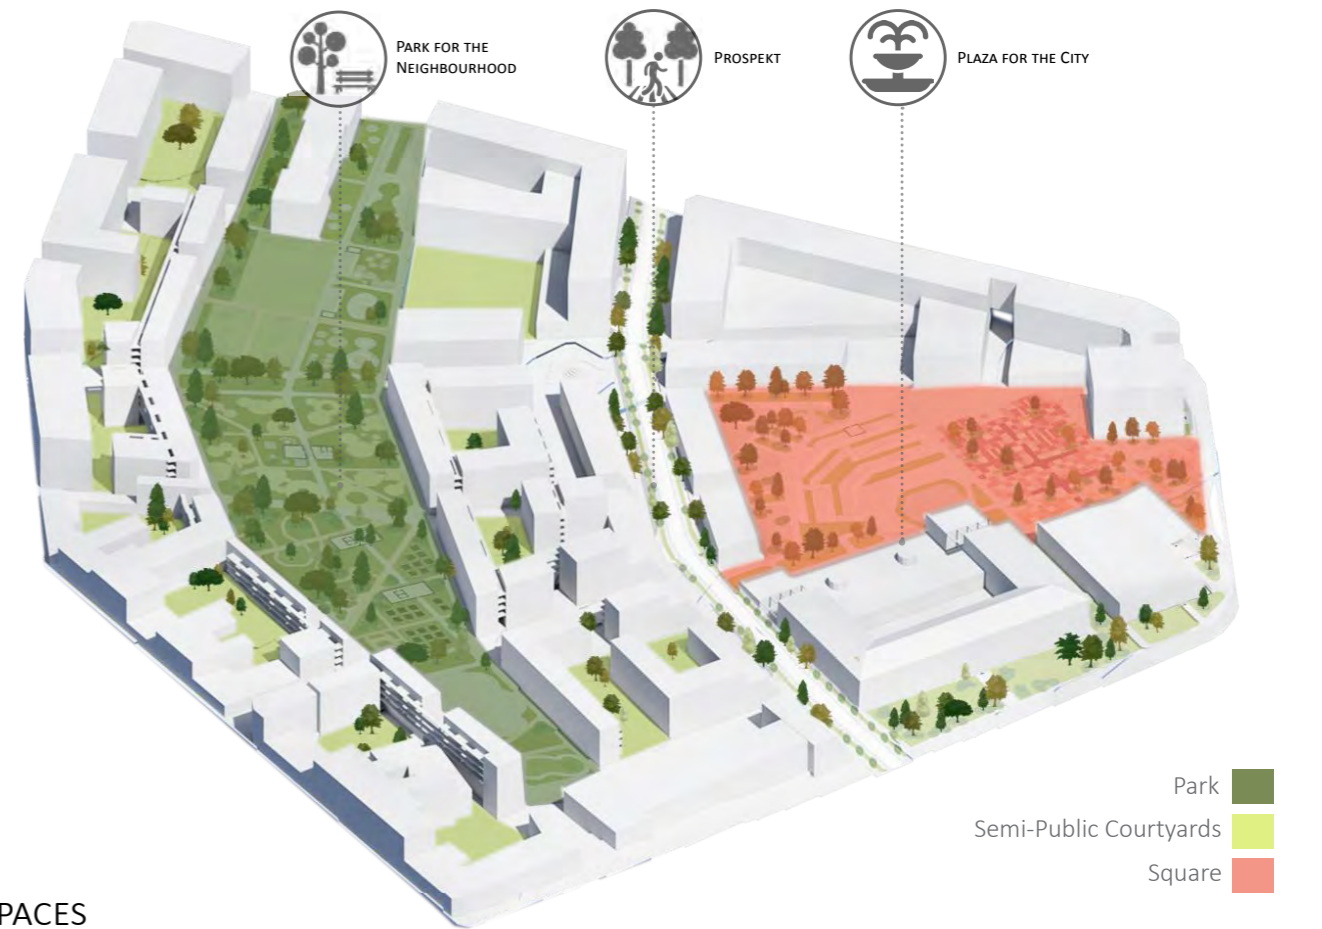 PARK FOR THE
NEIGHBOURHOOD
PROSPEKT
PLAZA FOR THE CITY
Park
Semi-Public Courtyards
Square
PACES